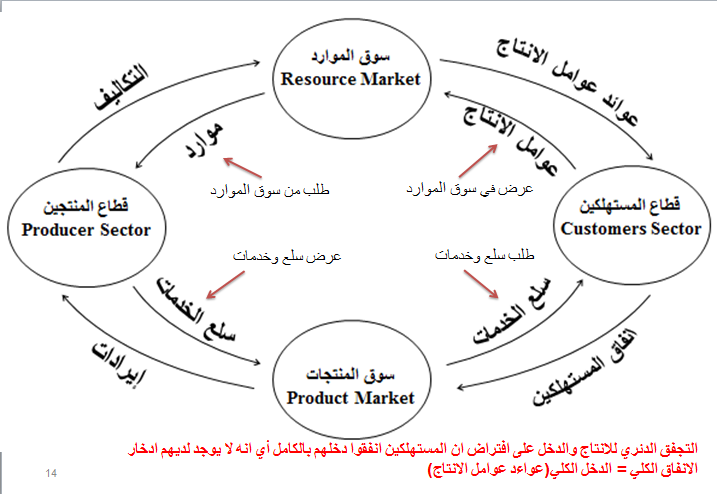 سوق الموارد
Resource Market
التكاليف
عوائد عوامل الانتاج
موارد
عوامل الانتاج
طلب من سوق الموارد
عرض في سوق الموارد
قطاع المنتجين
Producer Sector
قطاع المستهلكين
Customers Sector
عرض سلع وخدمات
طلب سلع وخدمات
سلع الخدمات
سلع الخدمات
إيرادات
انفاق المستهلكين
سوق المنتجات
Product Market
التجفق الدنري للانتاج والدخل على افتراض ان المستهلكين انفقوا دخلهم بالكامل أي انه لا يوجد لديهم ادخار
الانفاق الكلي = الدخل الكلي(عواءد عوامل الانتاج)
14